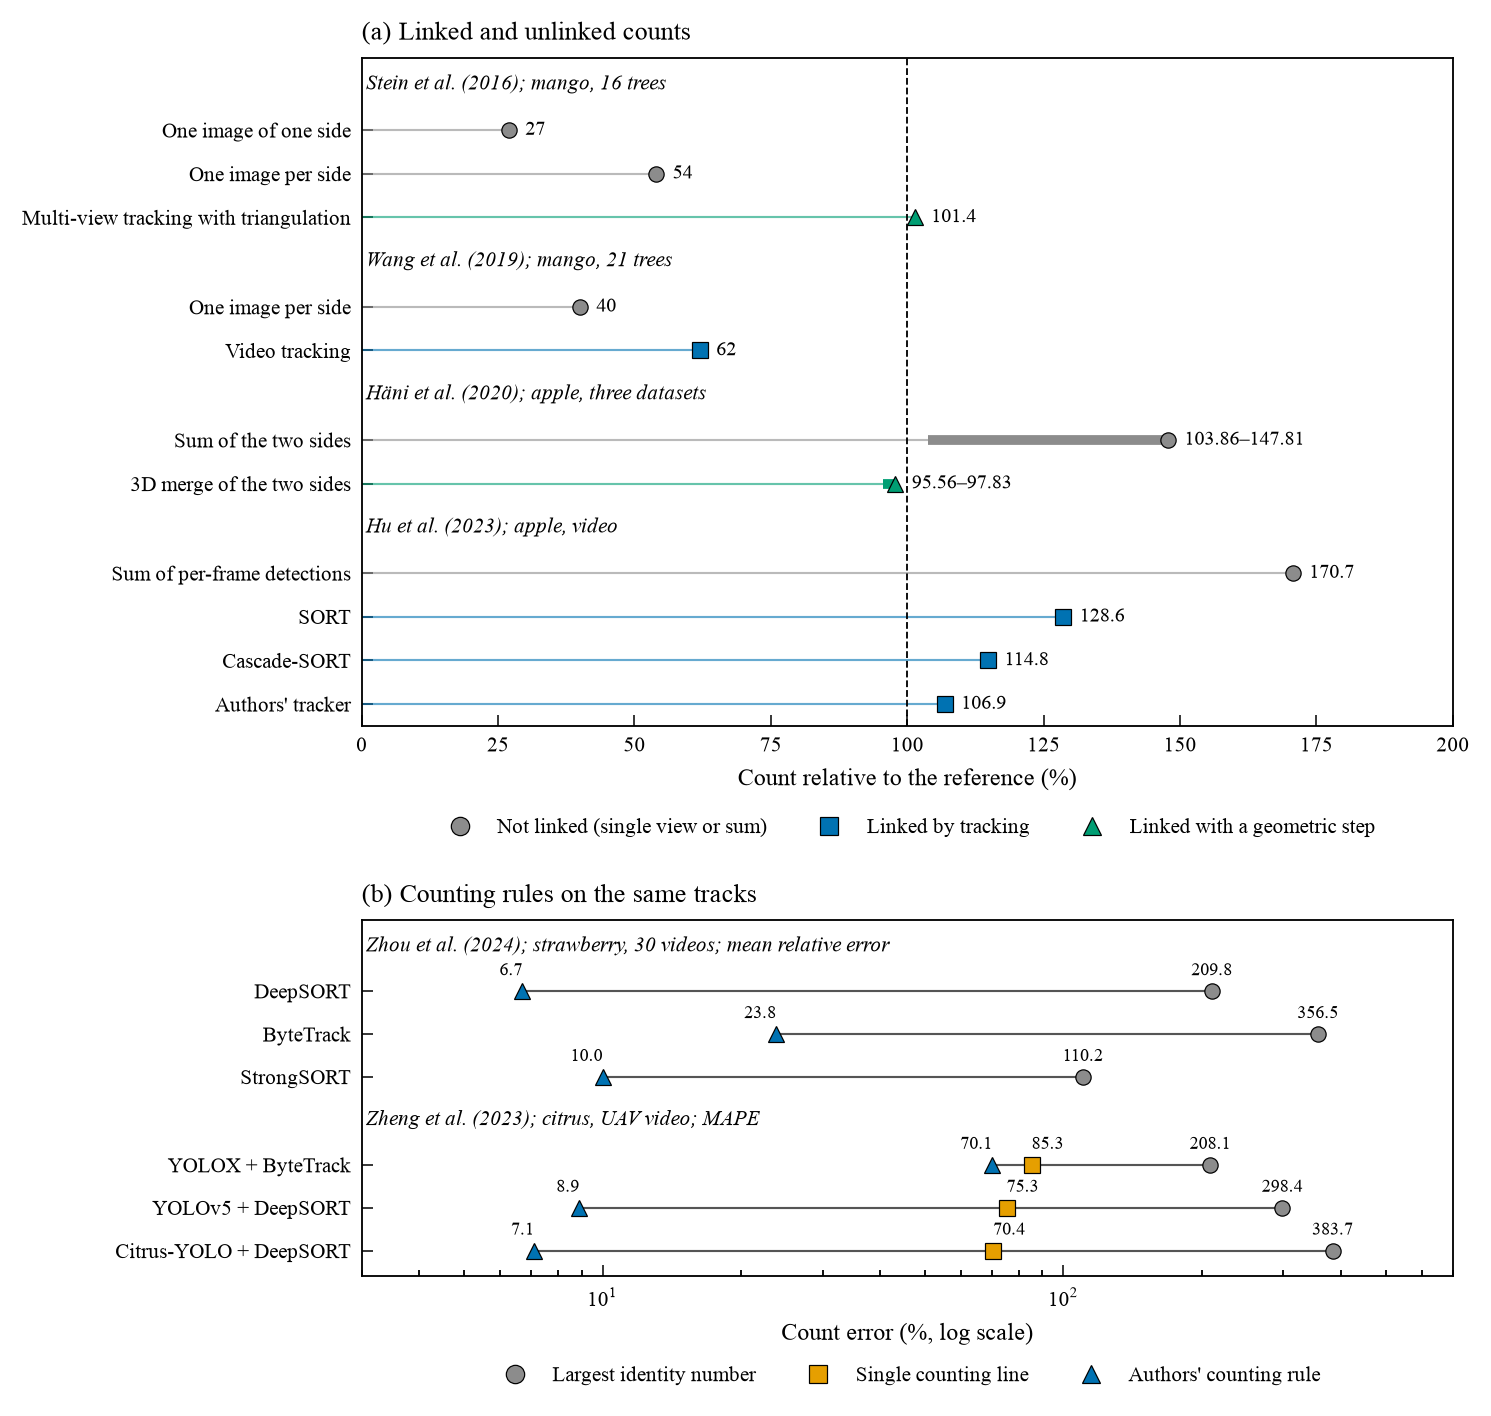 (a) Linked and unlinked counts
Stein et al. (2016); mango, 16 trees
One image of one side 27
One image per side 54
Multi-view tracking with triangulation 101.4
Wang et al. (2019); mango, 21 trees
One image per side 40
Video tracking 62
Häni et al. (2020); apple, three datasets
Sum of the two sides 103.86–147.81
3D merge of the two sides 95.56–97.83
Hu et al. (2023); apple, video
Sum of per-frame detections 170.7
SORT 128.6
Cascade-SORT 114.8
Authors' tracker 106.9
0 25 50 75 100 125 150 175 200
Count relative to the reference (%)
Not linked (single view or sum) Linked by tracking Linked with a geometric step
(b) Counting rules on the same tracks
Zhou et al. (2024); strawberry, 30 videos; mean relative error
6.7 209.8
DeepSORT
23.8 356.5
ByteTrack
10.0 110.2
StrongSORT
Zheng et al. (2023); citrus, UAV video; MAPE
70.1 85.3 208.1
YOLOX + ByteTrack
8.9 75.3 298.4
YOLOv5 + DeepSORT
7.1 70.4 383.7
Citrus-YOLO + DeepSORT
10¹ 10²
Count error (%, log scale)
Largest identity number Single counting line Authors' counting rule